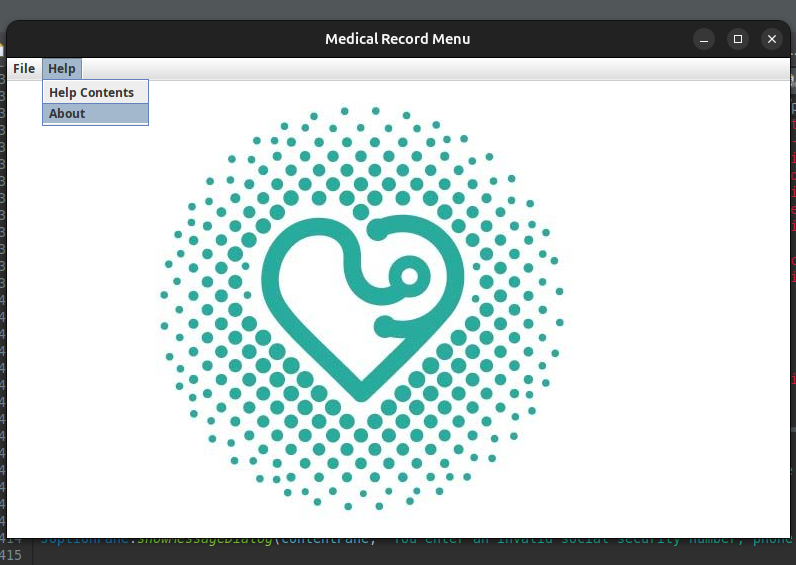 Medical Record Menu
File Help
Help Contents
About
JOptionPane.showMessageDialog(contentPane, "You enter an invalid social security number, phone
415